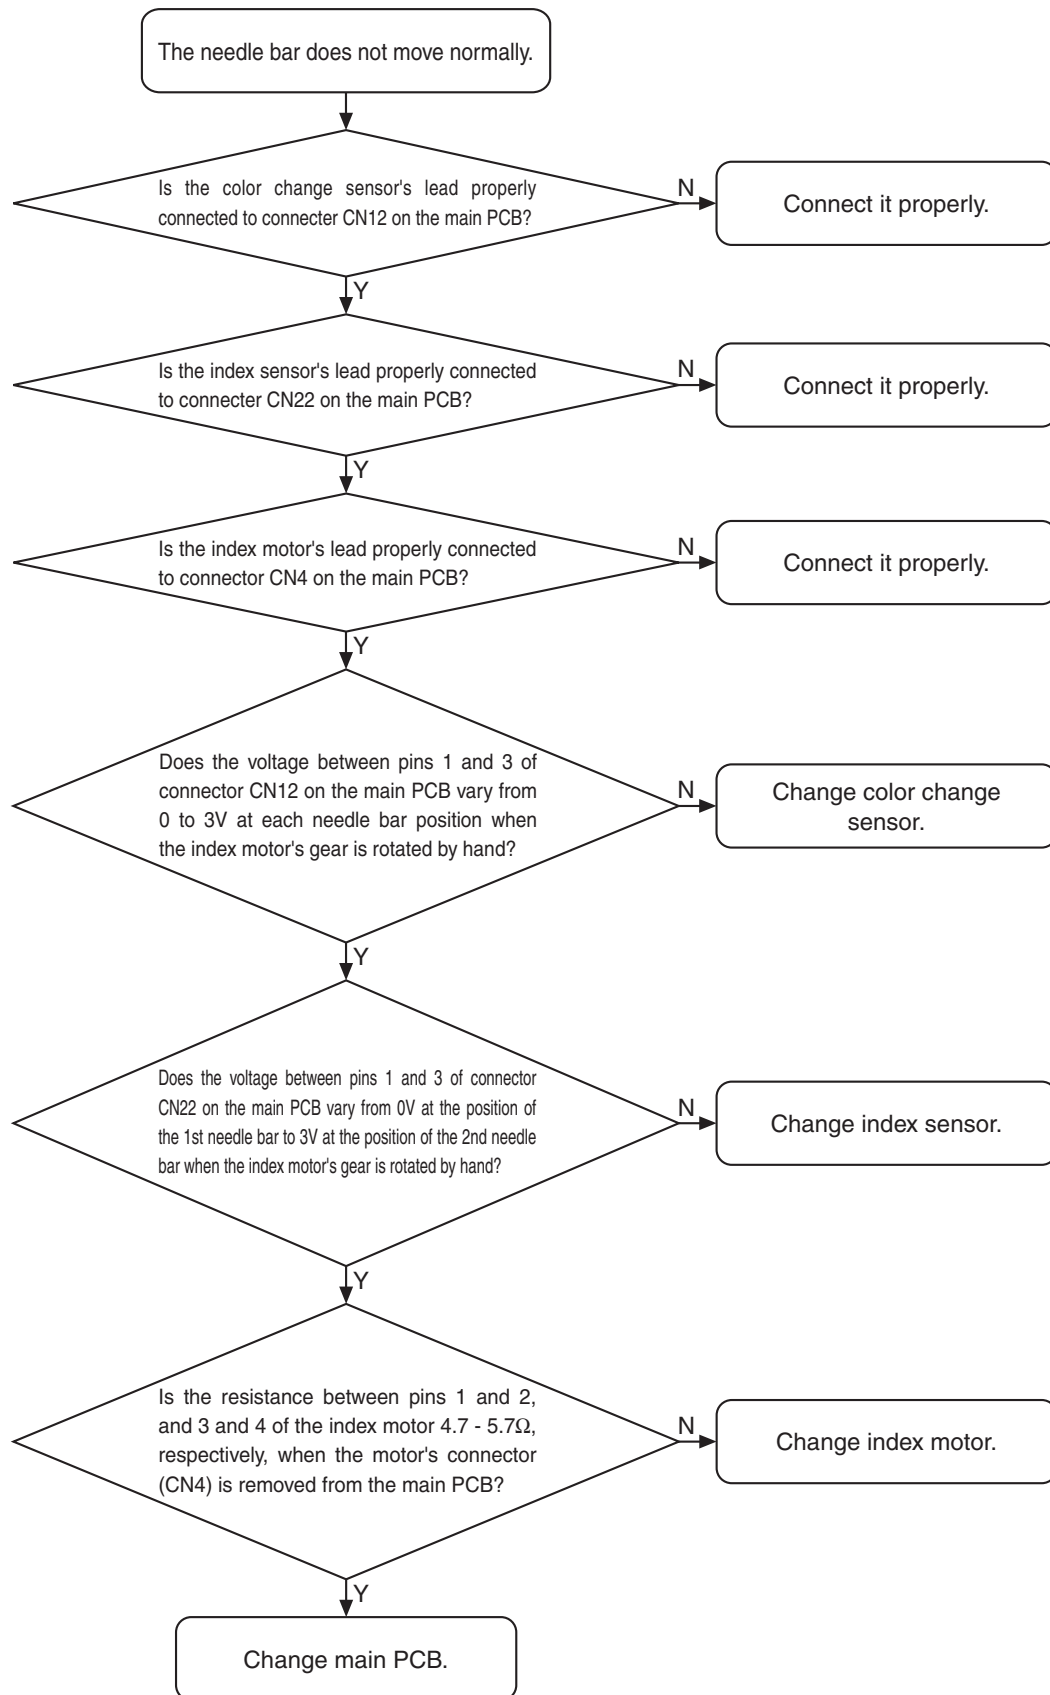 The needle bar does not move normally.
Is the color change sensor's lead properly
connected to connecter CN12 on the main PCB?
N
Connect it properly.
Y
Is the index sensor's lead properly connected
to connecter CN22 on the main PCB?
N
Connect it properly.
Y
Is the index motor's lead properly connected
to connector CN4 on the main PCB?
N
Connect it properly.
Y
Does the voltage between pins 1 and 3 of
connector CN12 on the main PCB vary from
0 to 3V at each needle bar position when
the index motor's gear is rotated by hand?
N
Change color change
sensor.
Y
Does the voltage between pins 1 and 3 of connector
CN22 on the main PCB vary from 0V at the position of
the 1st needle bar to 3V at the position of the 2nd needle
bar when the index motor's gear is rotated by hand?
N
Change index sensor.
Y
Is the resistance between pins 1 and 2,
and 3 and 4 of the index motor 4.7 - 5.7Ω,
respectively, when the motor's connector
(CN4) is removed from the main PCB?
N
Change index motor.
Y
Change main PCB.